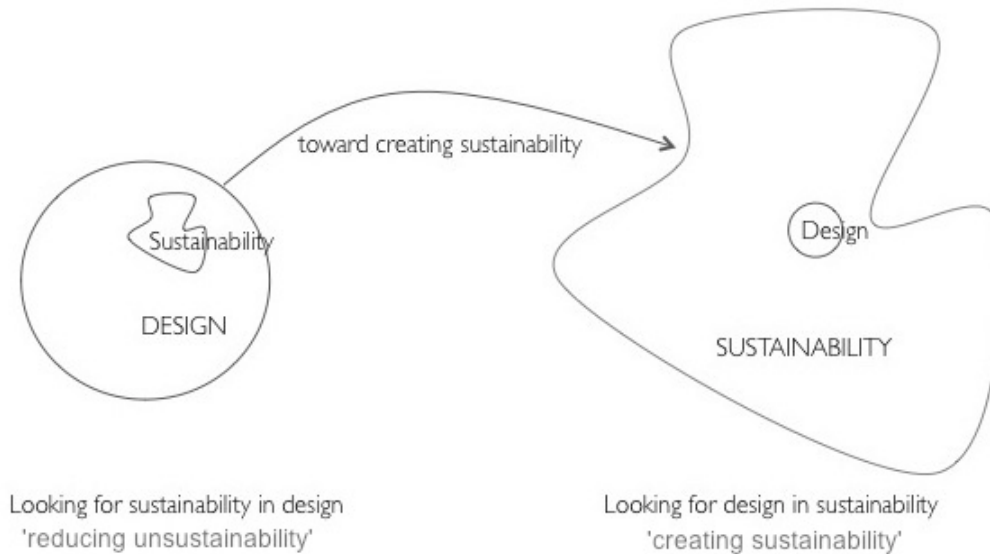 toward creating sustainability
Sustainability
DESIGN
Design
SUSTAINABILITY
Looking for sustainability in design
'reducing unsustainability'
Looking for design in sustainability
'creating sustainability'